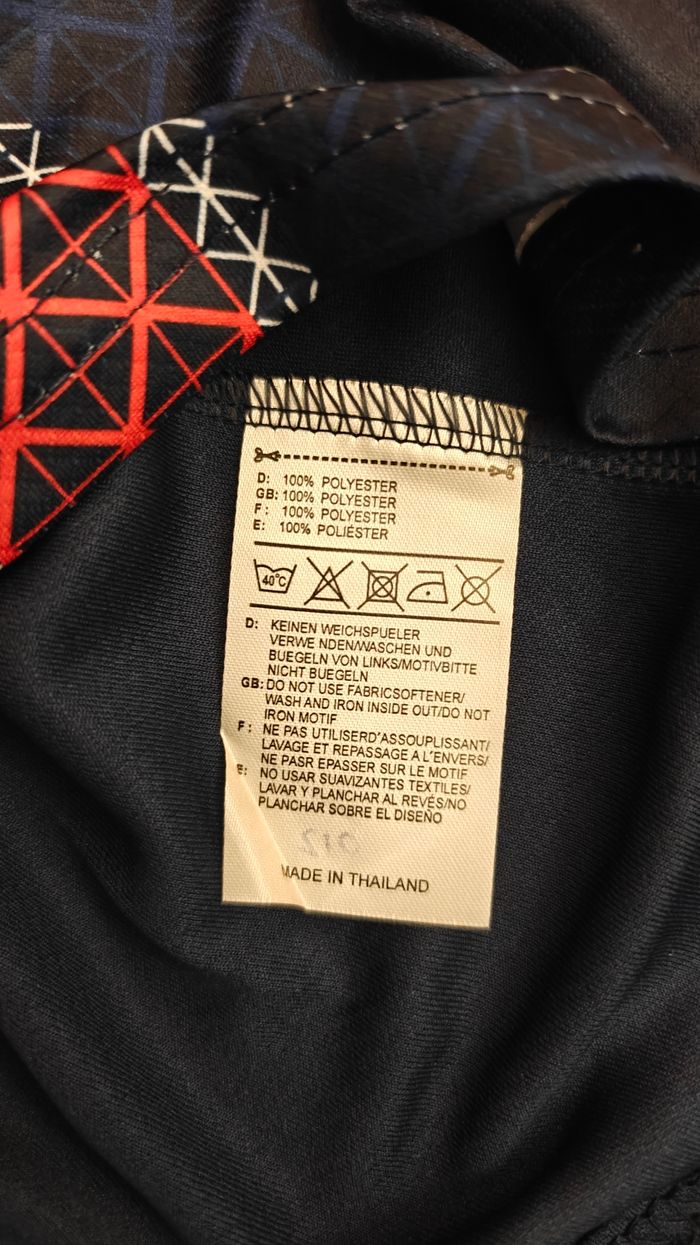 D: 100% POLYESTER
GB: 100% POLYESTER
F: 100% POLYESTER
E: 100% POLIÉSTER
40°C
D: KEINEN WEICHSPUELER
VERWE NDEN/WASCHEN UND
BUEGELN VON LINKS/MOTIVBITTE
NICHT BUEGELN
GB: DO NOT USE FABRICSOFTENER/
WASH AND IRON INSIDE OUT/DO NOT
IRON MOTIF
F: NE PAS UTILISERD'ASSOUPLISSANT/
LAVAGE ET REPASSAGE A L'ENVERS/
NE PASR EPASSER SUR LE MOTIF
E: NO USAR SUAVIZANTES TEXTILES/
LAVAR Y PLANCHAR AL REVÉS/NO
PLANCHAR SOBRE EL DISEÑO
MADE IN THAILAND